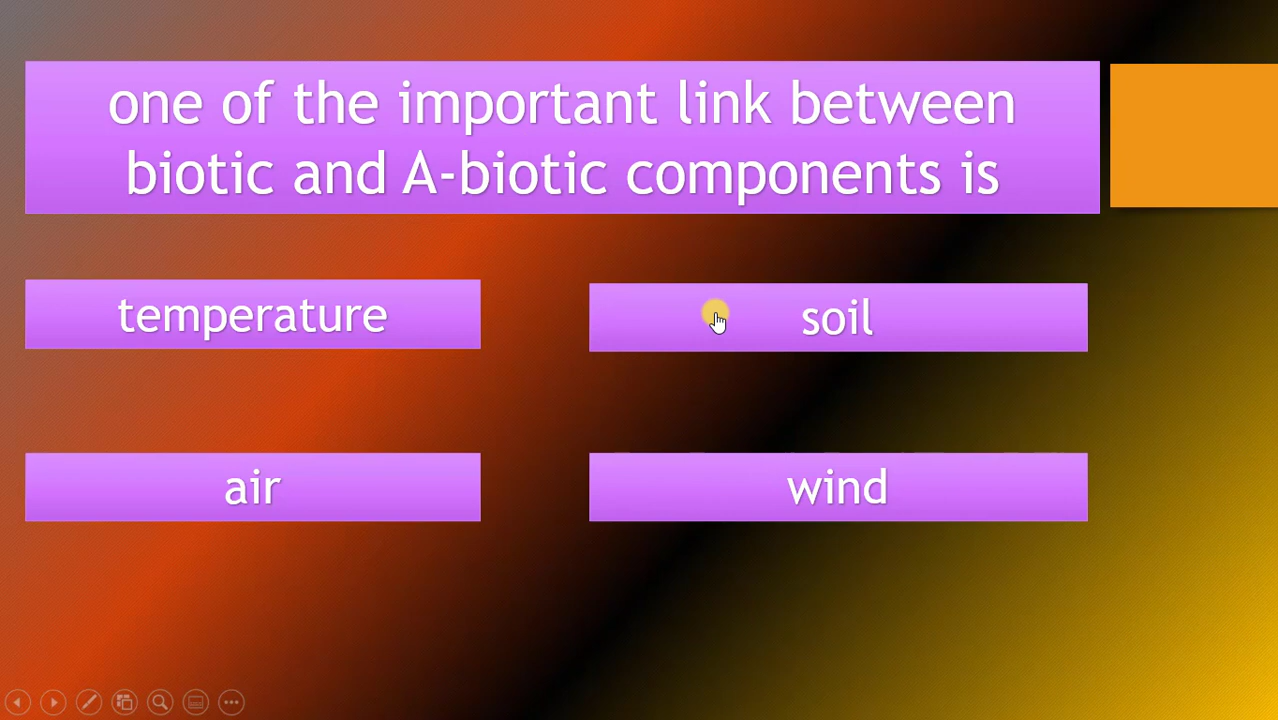 one of the important link between
biotic and A-biotic components is
temperature
soil
air
wind